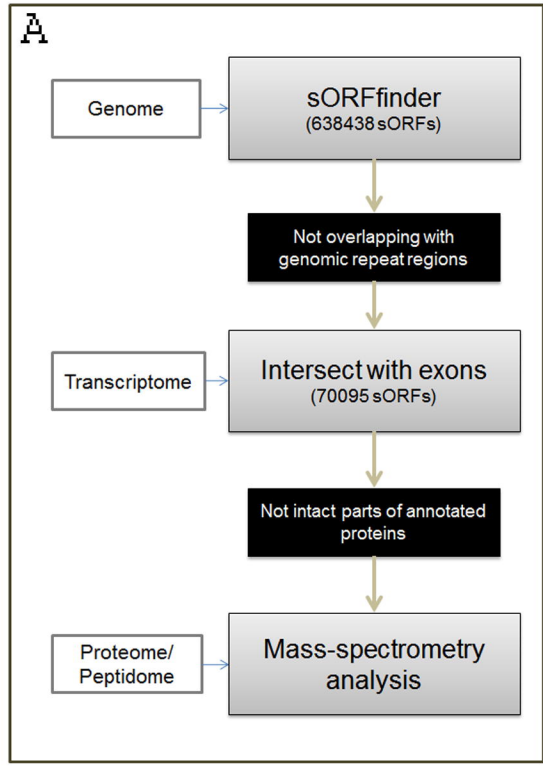 A
Genome
sORFfinder
(638438 sORFs)
Not overlapping with
genomic repeat regions
Transcriptome
Intersect with exons
(70095 sORFs)
Not intact parts of annotated
proteins
Proteome/
Peptidome
Mass-spectrometry
analysis